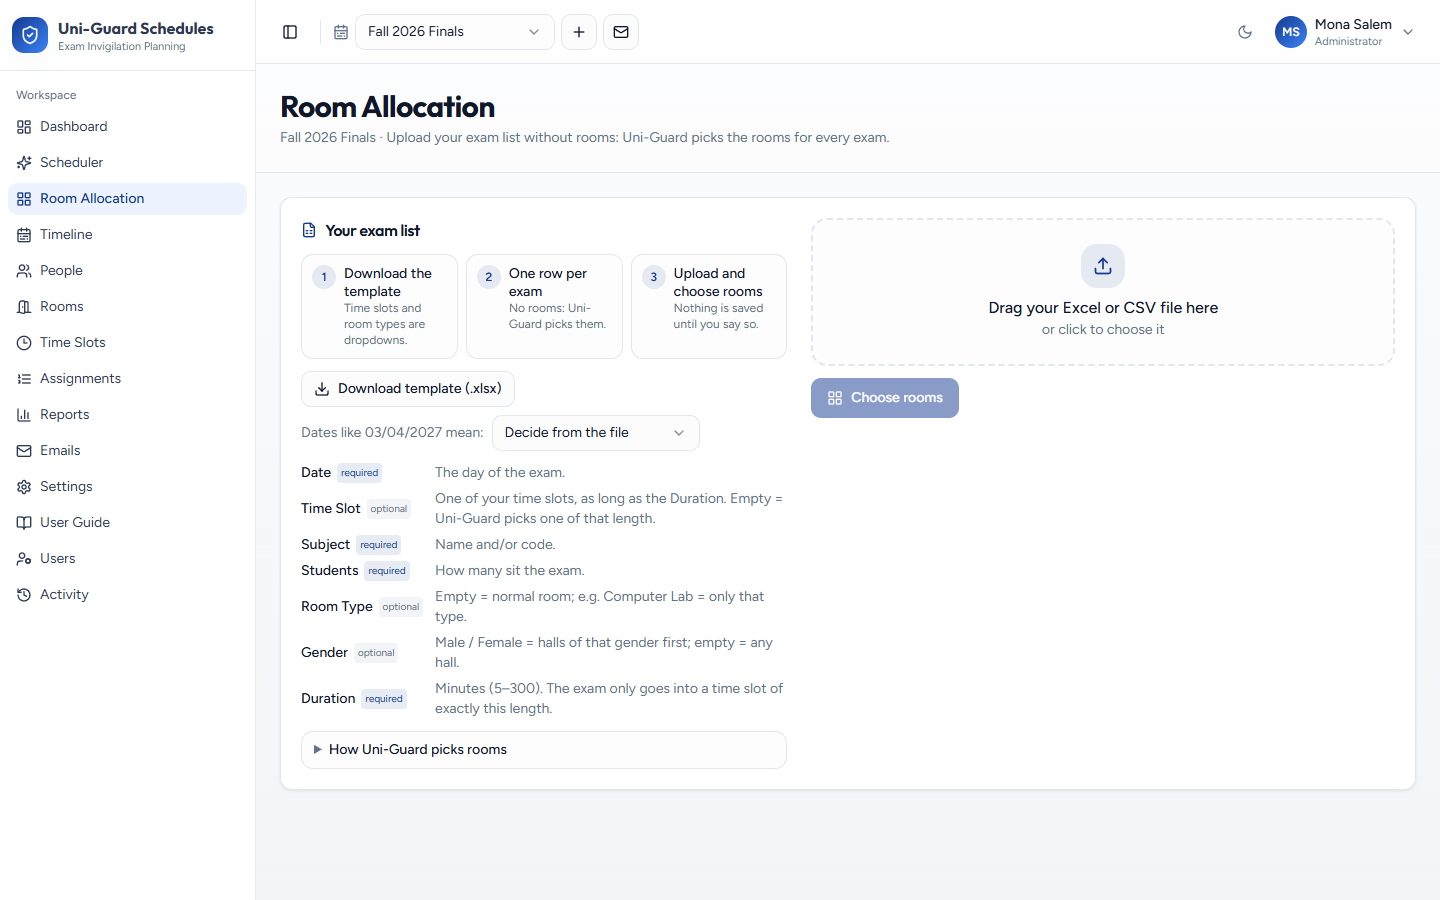 Uni-Guard Schedules
Exam Invigilation Planning
Workspace
Dashboard
Scheduler
Room Allocation
Timeline
People
Rooms
Time Slots
Assignments
Reports
Emails
Settings
User Guide
Users
Activity
Fall 2026 Finals
MS
Mona Salem
Administrator
Room Allocation
Fall 2026 Finals · Upload your exam list without rooms: Uni-Guard picks the rooms for every exam.
Your exam list
1
Download the
template
Time slots and
room types are
dropdowns.
2
One row per
exam
No rooms: Uni-
Guard picks them.
3
Upload and
choose rooms
Nothing is saved
until you say so.
Download template (.xlsx)
Dates like 03/04/2027 mean: Decide from the file
Date required The day of the exam.
Time Slot optional One of your time slots, as long as the Duration. Empty =
Uni-Guard picks one of that length.
Subject required Name and/or code.
Students required How many sit the exam.
Room Type optional Empty = normal room; e.g. Computer Lab = only that
type.
Gender optional Male / Female = halls of that gender first; empty = any
hall.
Duration required Minutes (5–300). The exam only goes into a time slot of
exactly this length.
How Uni-Guard picks rooms
Drag your Excel or CSV file here
or click to choose it
Choose rooms